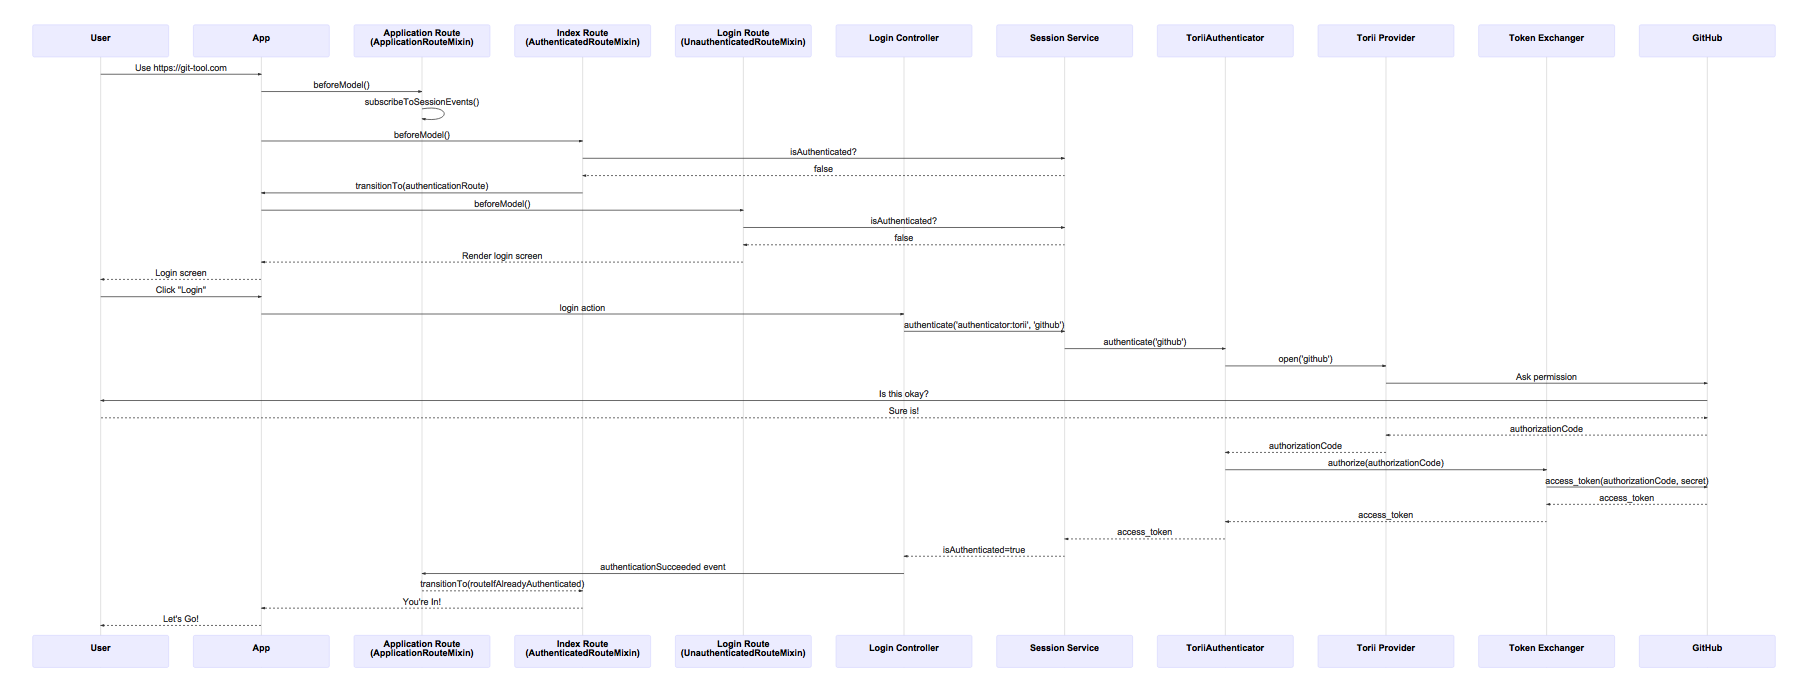 User
App
Application Route
(ApplicationRouteMixin)
Index Route
(AuthenticatedRouteMixin)
Login Route
(UnauthenticatedRouteMixin)
Login Controller
Session Service
ToriiAuthenticator
Torii Provider
Token Exchanger
GitHub
Use https://git-tool.com
beforeModel()
subscribeToSessionEvents()
beforeModel()
isAuthenticated?
false
transitionTo(authenticationRoute)
beforeModel()
isAuthenticated?
false
Render login screen
Login screen
Click "Login"
login action
authenticate('authenticator:torii', 'github')
authenticate('github')
open('github')
Ask permission
Is this okay?
Sure is!
authorizationCode
authorizationCode
authorize(authorizationCode)
access_token(authorizationCode, secret)
access_token
access_token
access_token
isAuthenticated=true
authenticationSucceeded event
transitionTo(routeIfAlreadyAuthenticated)
You're In!
Let's Go!
User
App
Application Route
(ApplicationRouteMixin)
Index Route
(AuthenticatedRouteMixin)
Login Route
(UnauthenticatedRouteMixin)
Login Controller
Session Service
ToriiAuthenticator
Torii Provider
Token Exchanger
GitHub